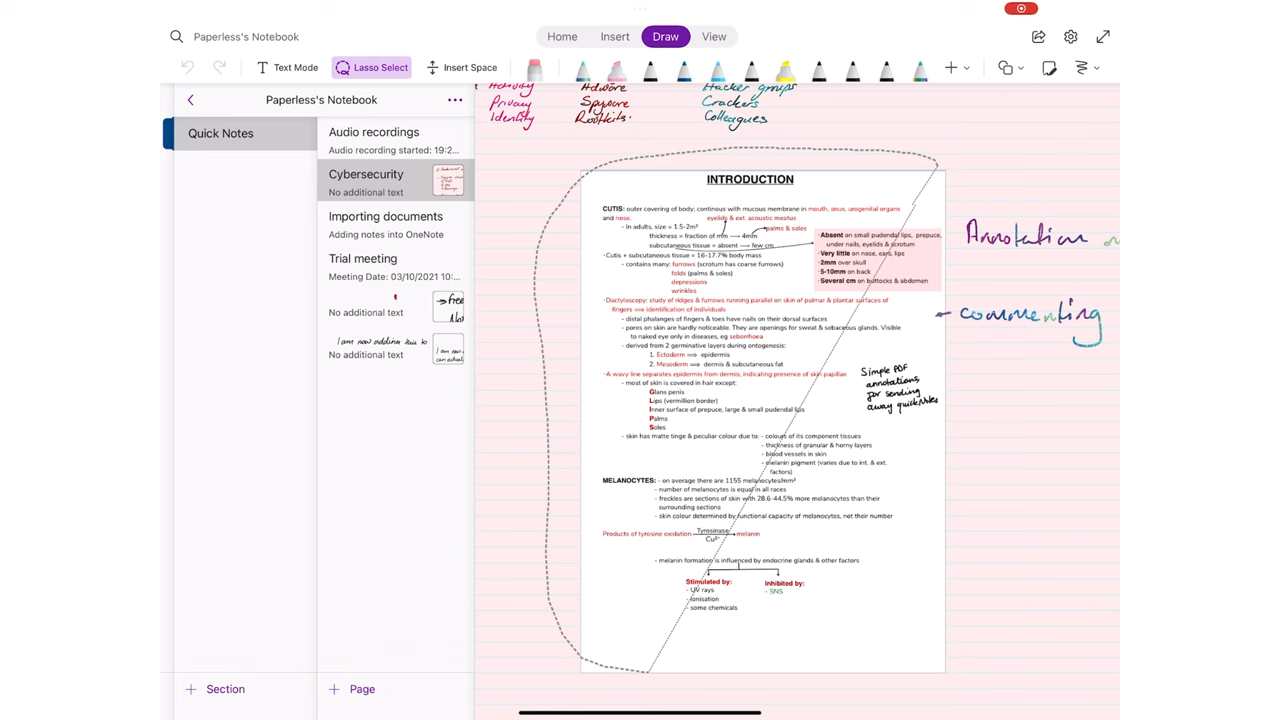 Paperless's Notebook
Home Insert Draw View
Text Mode Lasso Select Insert Space
Paperless's Notebook
Quick Notes
Audio recordings
Audio recording started: 19:2...
Cybersecurity
No additional text
Importing documents
Adding notes into OneNote
Trial meeting
Meeting Date: 03/10/2021 10:...
No additional text
I am now adding this to
No additional text
+ Section
+ Page
Activity Adware Hacker groups
Privacy Spyware Crackers
Identity Rootkits. Colleagues
INTRODUCTION
CUTIS: outer covering of body; continous with mucous membrane in mouth, anus, urogenital organs
and nose. eyelids & ext. acoustic meatus
- In adults, size = 1.5-2m²
palms & soles
thickness = fraction of mm → 4mm
subcutaneous tissue = absent → few cm
· Absent on small pudendal lips, prepuce,
under nails, eyelids & scrotum
· Very little on nose, ears, lips
· 2mm over skull
· 5-10mm on back
· Several cm on buttocks & abdomen
· Cutis + subcutaneous tissue = 16-17.7% body mass
- contains many: furrows (scrotum has coarse furrows)
folds (palms & soles)
depressions
wrinkles
· Dactyloscopy: study of ridges & furrows running parallel on skin of palmar & plantar surfaces of
fingers ⟹ identification of individuals
- distal phalanges of fingers & toes have nails on their dorsal surfaces
- pores on skin are hardly noticeable. They are openings for sweat & sebaceous glands. Visible
to naked eye only in diseases, eg seborrhoea
- derived from 2 germinative layers during ontogenesis:
1. Ectoderm ⟹ epidermis
2. Mesoderm ⟹ dermis & subcutaneous fat
· A wavy line separates epidermis from dermis; indicating presence of skin papillae
- most of skin is covered in hair except:
Glans penis
Lips (vermillion border)
Inner surface of prepuce, large & small pudendal lips
Palms
Soles
- skin has matte tinge & peculiar colour due to: - colours of its component tissues
- thickness of granular & horny layers
- blood vessels in skin
- melanin pigment (varies due to int. & ext.
factors)
MELANOCYTES: - on average there are 1155 melanocytes/mm²
- number of melanocytes is equal in all races
- freckles are sections of skin with 28.6-44.5% more melanocytes than their
surrounding sections
- skin colour determined by functional capacity of melanocytes, not their number
Products of tyrosine oxidation Tyrosinase → melanin
Cu²⁺
- melanin formation is influenced by endocrine glands & other factors
Stimulated by: Inhibited by:
- UV rays - SNS
- ionisation
- some chemicals
Simple PDF
annotations,
for sending
away quickNotes
Annotation
commenting